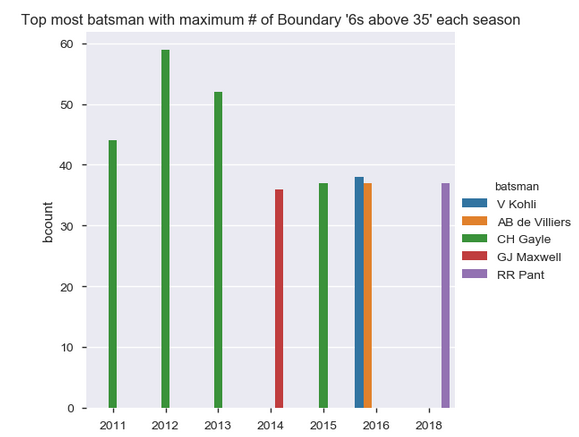 Top most batsman with maximum # of Boundary '6s above 35' each season
60
50
40
30
20
10
0
bcount
2011 2012 2013 2014 2015 2016 2018
batsman
V Kohli
AB de Villiers
CH Gayle
GJ Maxwell
RR Pant